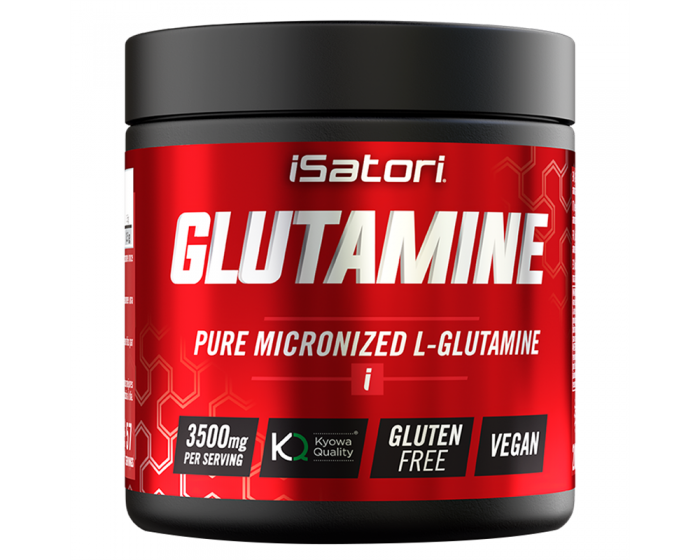 iSatori®
GLUTAMINE
PURE MICRONIZED L-GLUTAMINE
i
3500mg
PER SERVING
KQ
Kyowa®
Quality
GLUTEN
FREE
VEGAN